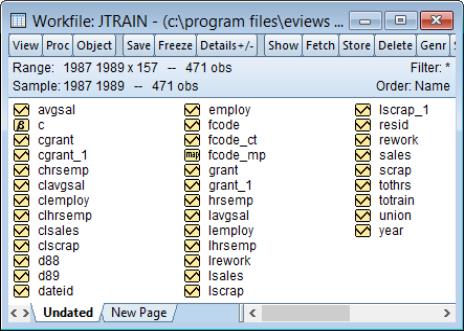 Workfile: JTRAIN - (c:\program files\eviews ...
View Proc Object Save Freeze Details+/- Show Fetch Store Delete Genr
Range: 1987 1989 x 157 -- 471 obs Filter: *
Sample: 1987 1989 -- 471 obs Order: Name
avgsal
c
cgrant
cgrant_1
chrsemp
clavgsal
clemploy
clhrsemp
clsales
clscrap
d88
d89
dateid
employ
fcode
fcode_ct
map fcode_mp
grant
grant_1
hrsemp
lavgsal
lemploy
lhrsemp
lrework
lsales
lscrap
lscrap_1
resid
rework
sales
scrap
tothrs
totrain
union
year
Undated New Page